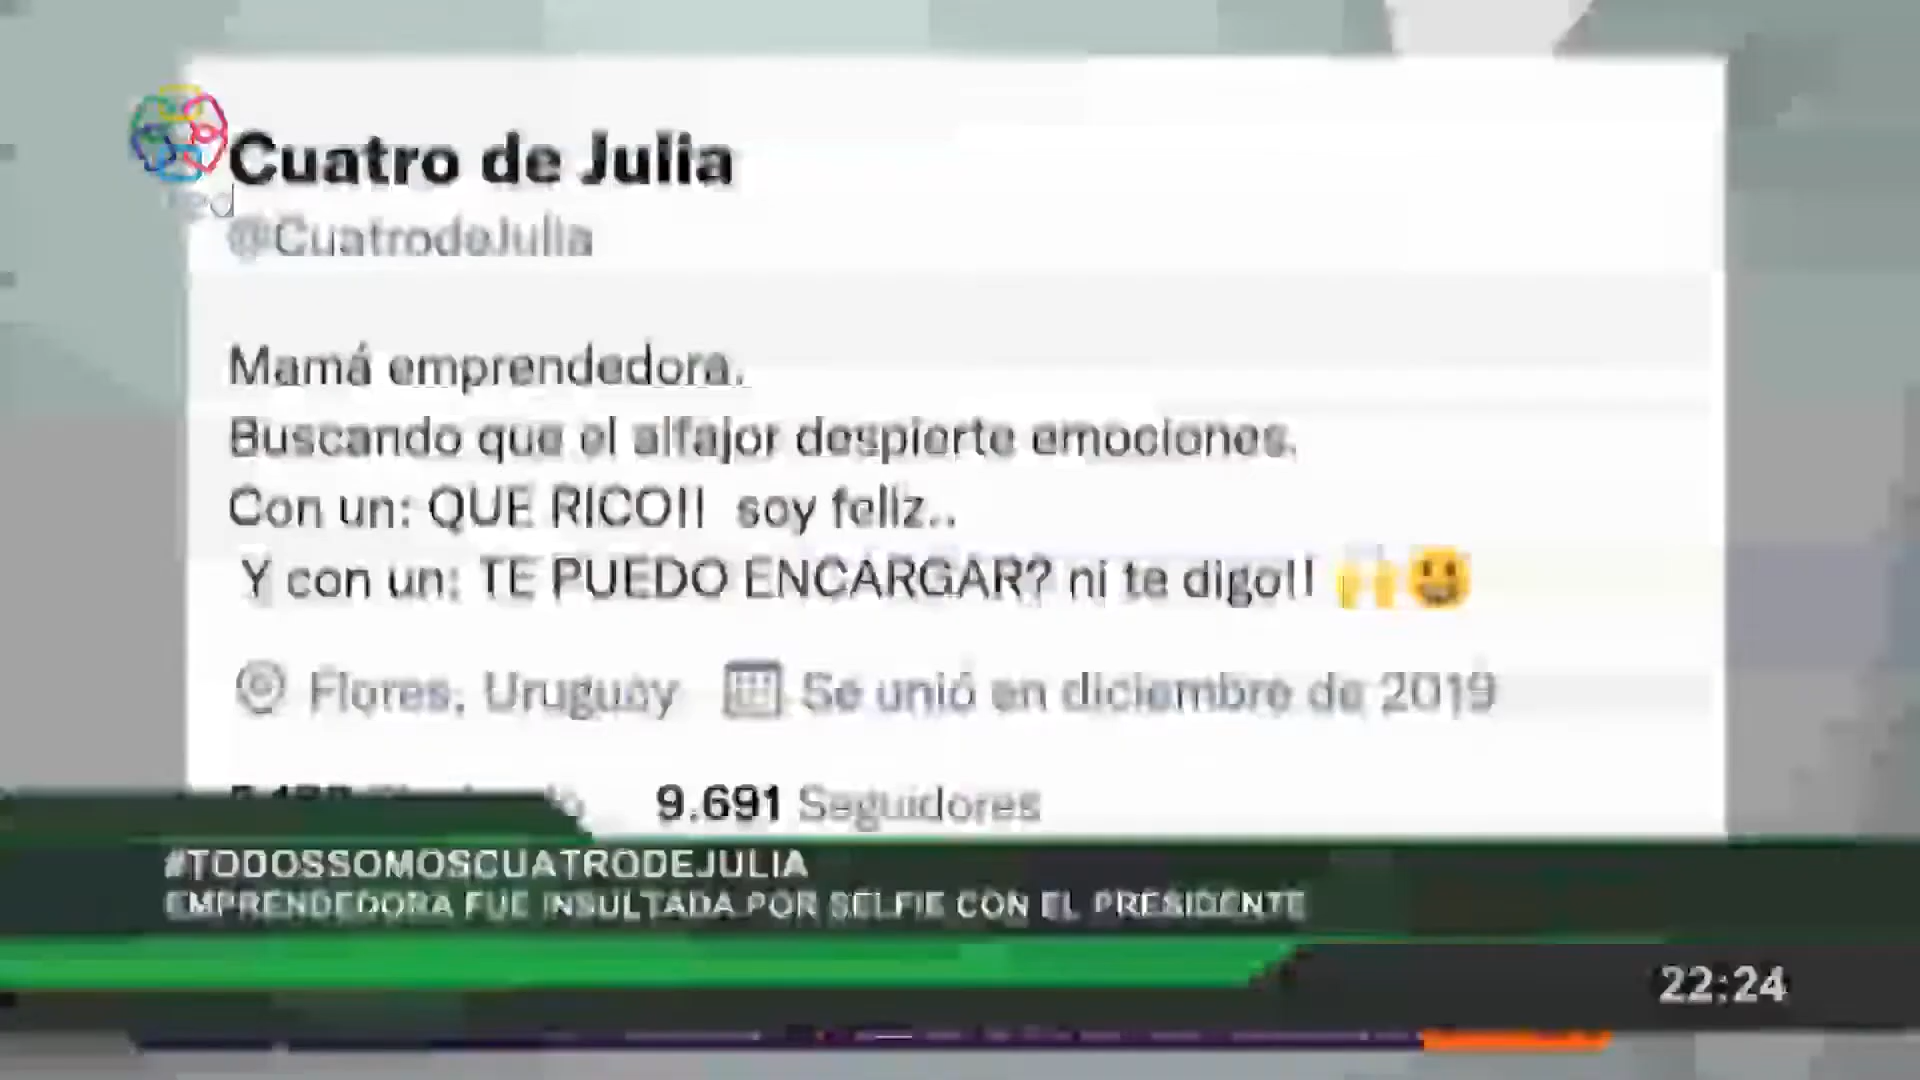 red
Cuatro de Julia
@CuatrodeJulia
Mamá emprendedora.
Buscando que el alfajor despierte emociones.
Con un: QUE RICO!! soy feliz..
Y con un: TE PUEDO ENCARGAR? ni te digo!! 🙌😃
Flores, Uruguay Se unió en diciembre de 2019
9.691 Seguidores
#TODOSSOMOSCUATRODEJULIA
EMPRENDEDORA FUE INSULTADA POR SELFIE CON EL PRESIDENTE
22:24